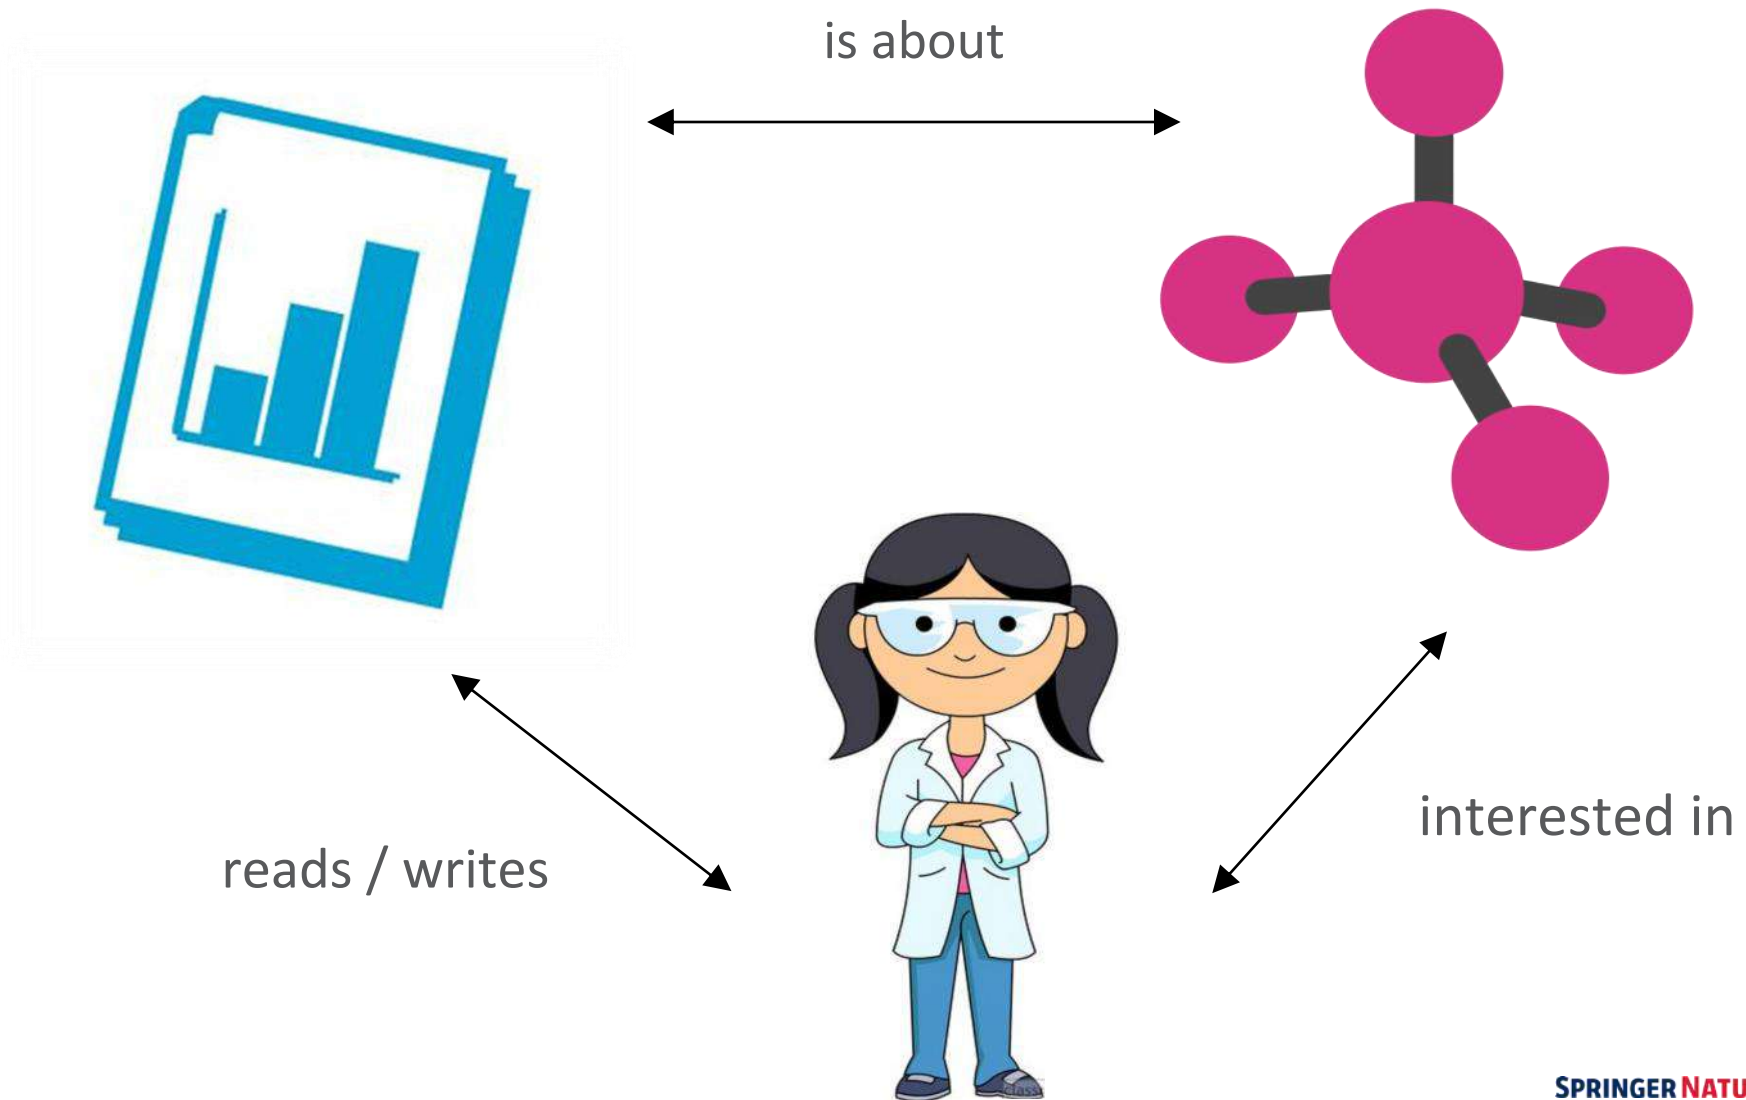 is about
interested in
reads / writes
SPRINGER NATU